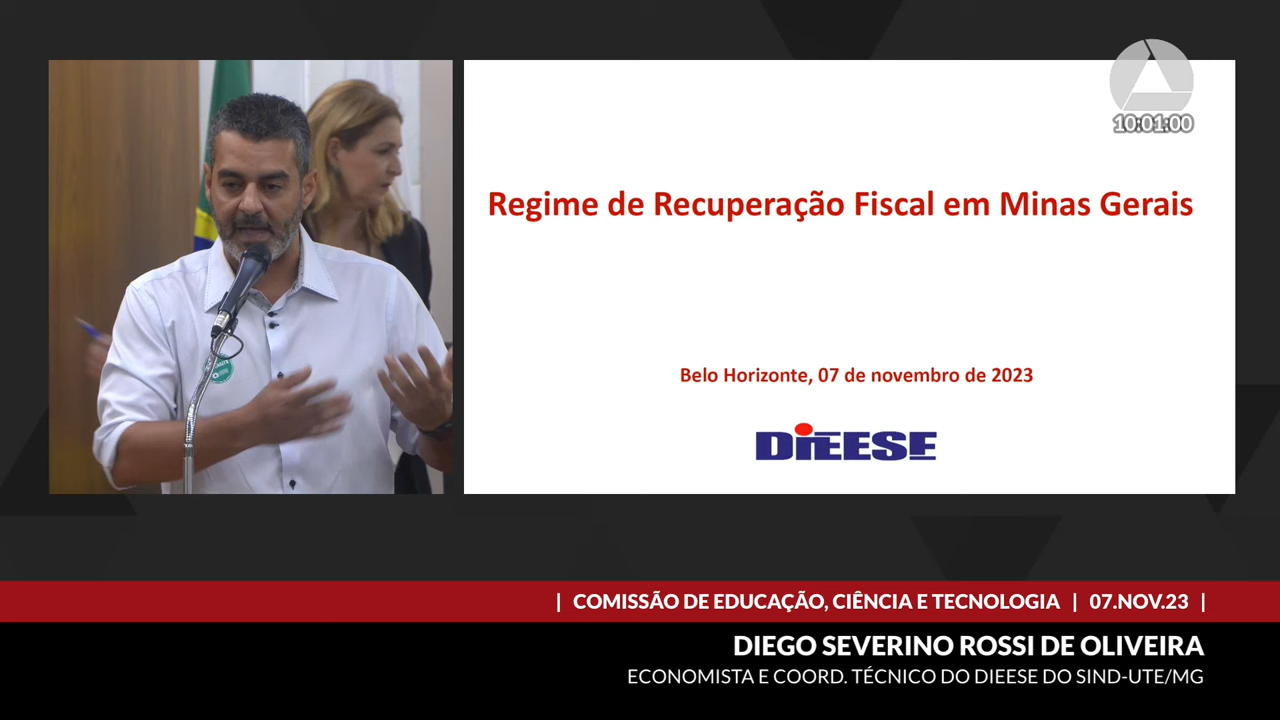 10:01:00
Regime de Recuperação Fiscal em Minas Gerais
Belo Horizonte, 07 de novembro de 2023
DIEESE
| COMISSÃO DE EDUCAÇÃO, CIÊNCIA E TECNOLOGIA | 07.NOV.23 |
DIEGO SEVERINO ROSSI DE OLIVEIRA
ECONOMISTA E COORD. TÉCNICO DO DIEESE DO SIND-UTE/MG